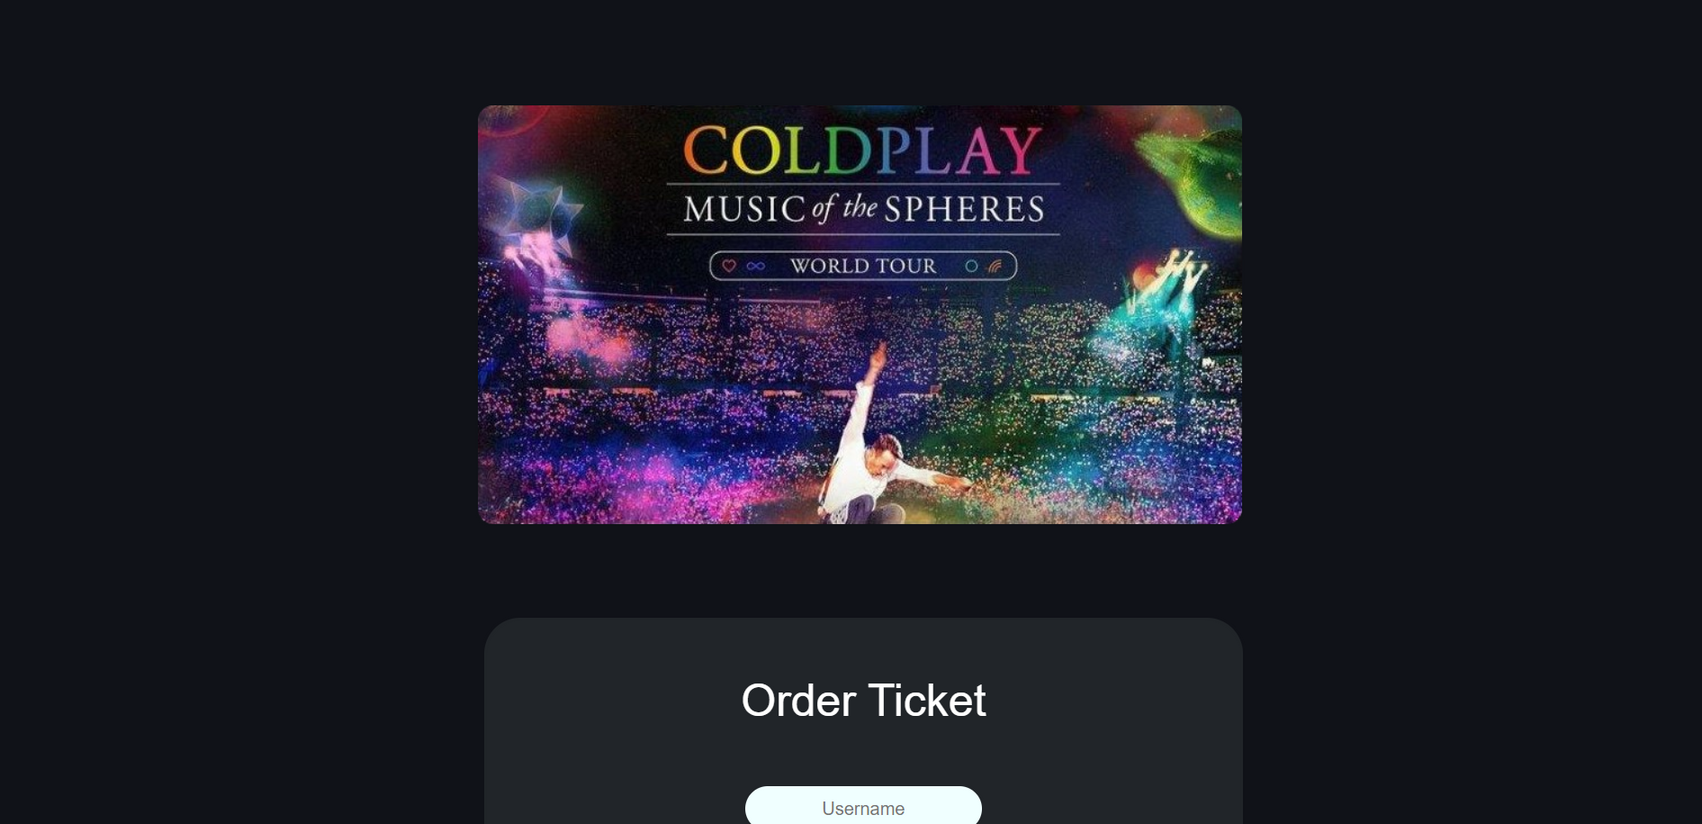 COLDPLAY
MUSIC of the SPHERES
WORLD TOUR
Order Ticket
Username